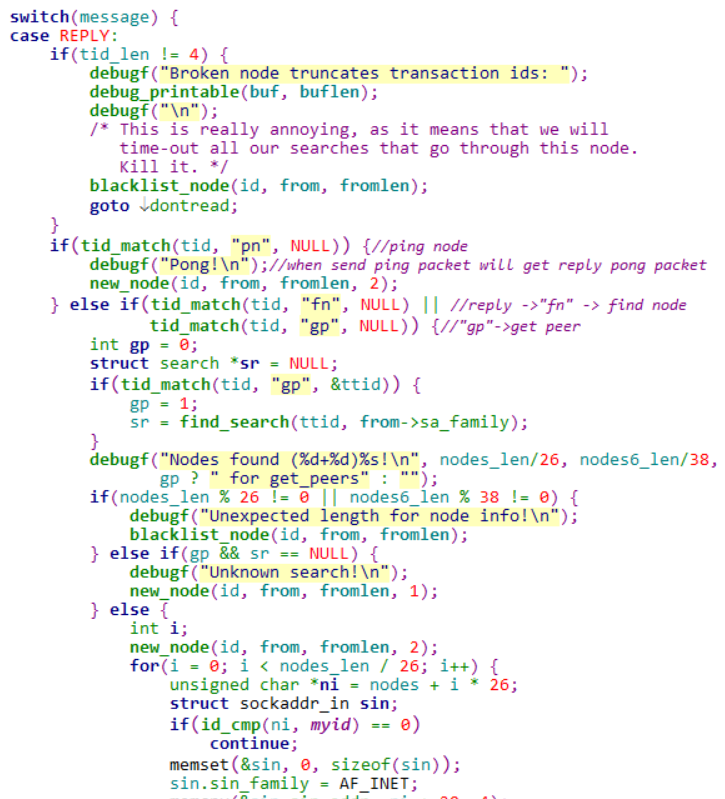 switch(message) {
case REPLY:
    if(tid_len != 4) {
        debugf("Broken node truncates transaction ids: ");
        debug_printable(buf, buflen);
        debugf("\n");
        /* This is really annoying, as it means that we will
           time-out all our searches that go through this node.
           Kill it. */
        blacklist_node(id, from, fromlen);
        goto ↓dontread;
    }
    if(tid_match(tid, "pn", NULL)) {//ping node
        debugf("Pong!\n");//when send ping packet will get reply pong packet
        new_node(id, from, fromlen, 2);
    } else if(tid_match(tid, "fn", NULL) || //reply ->"fn" -> find node
              tid_match(tid, "gp", NULL)) {//"gp"->get peer
        int gp = 0;
        struct search *sr = NULL;
        if(tid_match(tid, "gp", &ttid)) {
            gp = 1;
            sr = find_search(ttid, from->sa_family);
        }
        debugf("Nodes found (%d+%d)%s!\n", nodes_len/26, nodes6_len/38,
               gp ? " for get_peers" : "");
        if(nodes_len % 26 != 0 || nodes6_len % 38 != 0) {
            debugf("Unexpected length for node info!\n");
            blacklist_node(id, from, fromlen);
        } else if(gp && sr == NULL) {
            debugf("Unknown search!\n");
            new_node(id, from, fromlen, 1);
        } else {
            int i;
            new_node(id, from, fromlen, 2);
            for(i = 0; i < nodes_len / 26; i++) {
                unsigned char *ni = nodes + i * 26;
                struct sockaddr_in sin;
                if(id_cmp(ni, myid) == 0)
                    continue;
                memset(&sin, 0, sizeof(sin));
                sin.sin_family = AF_INET;